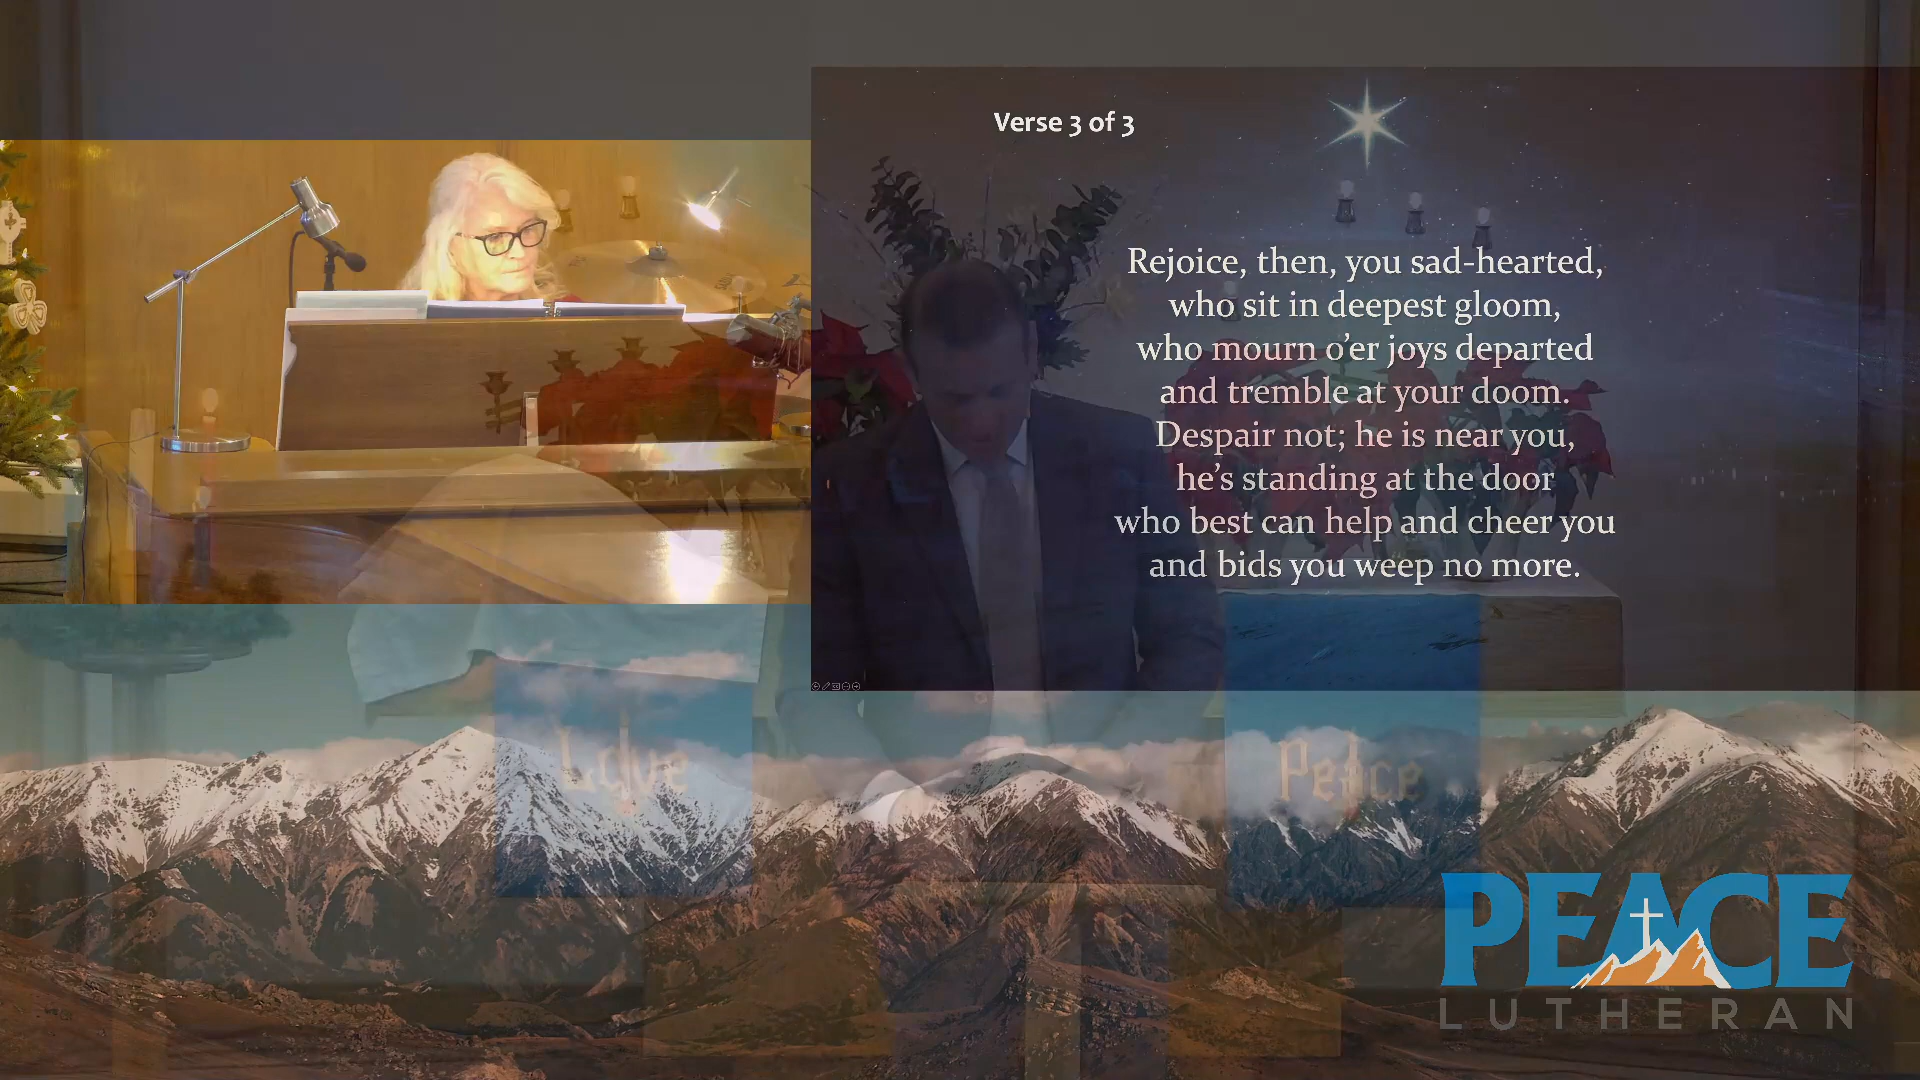 Verse 3 of 3
Rejoice, then, you sad-hearted,
who sit in deepest gloom,
who mourn o’er joys departed
and tremble at your doom.
Despair not; he is near you,
he’s standing at the door
who best can help and cheer you
and bids you weep no more.
Love
Peace
PEACE
LUTHERAN